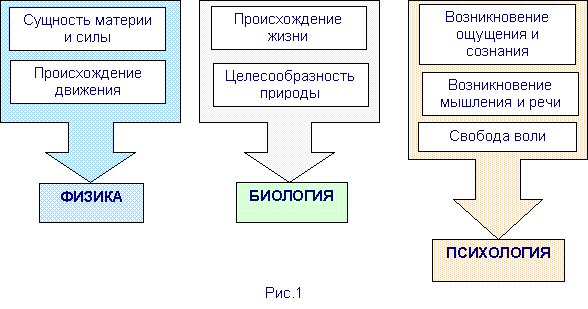 Сущность материи
и силы
Происхождение
движения
ФИЗИКА
Происхождение
жизни
Целесообразность
природы
БИОЛОГИЯ
Возникновение
ощущения и
сознания
Возникновение
мышления и речи
Свобода воли
ПСИХОЛОГИЯ
Рис.1